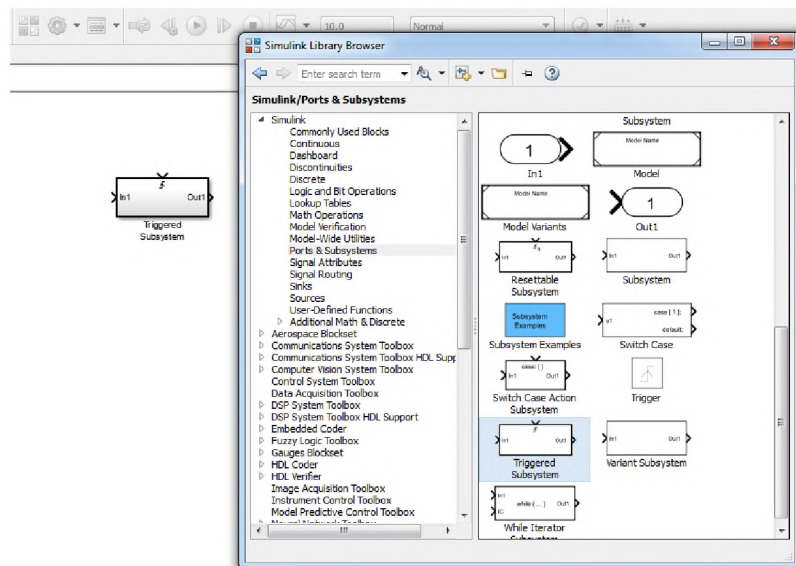 10.0
Normal
Simulink Library Browser
Enter search term
Simulink/Ports & Subsystems
In1
Out1
Triggered
Subsystem
Simulink
Commonly Used Blocks
Continuous
Dashboard
Discontinuities
Discrete
Logic and Bit Operations
Lookup Tables
Math Operations
Model Verification
Model-Wide Utilities
Ports & Subsystems
Signal Attributes
Signal Routing
Sinks
Sources
User-Defined Functions
Additional Math & Discrete
Aerospace Blockset
Communications System Toolbox
Communications System Toolbox HDL Supp
Computer Vision System Toolbox
Control System Toolbox
Data Acquisition Toolbox
DSP System Toolbox
DSP System Toolbox HDL Support
Embedded Coder
Fuzzy Logic Toolbox
Gauges Blockset
HDL Coder
HDL Verifier
Image Acquisition Toolbox
Instrument Control Toolbox
Model Predictive Control Toolbox
Neural Network Toolbox
Subsystem
1
In1
Model Name
Model
Model Name
Model Variants
1
Out1
In1 Out1
Resettable
Subsystem
In1 Out1
Subsystem
Subsystem
Examples
Subsystem Examples
u1
case [ 1 ]:
default:
Switch Case
case: { }
In1 Out1
Switch Case Action
Subsystem
Trigger
In1 Out1
Triggered
Subsystem
In1 Out1
Variant Subsystem
In1
while { ... } Out1
IC
While Iterator
Subsystem